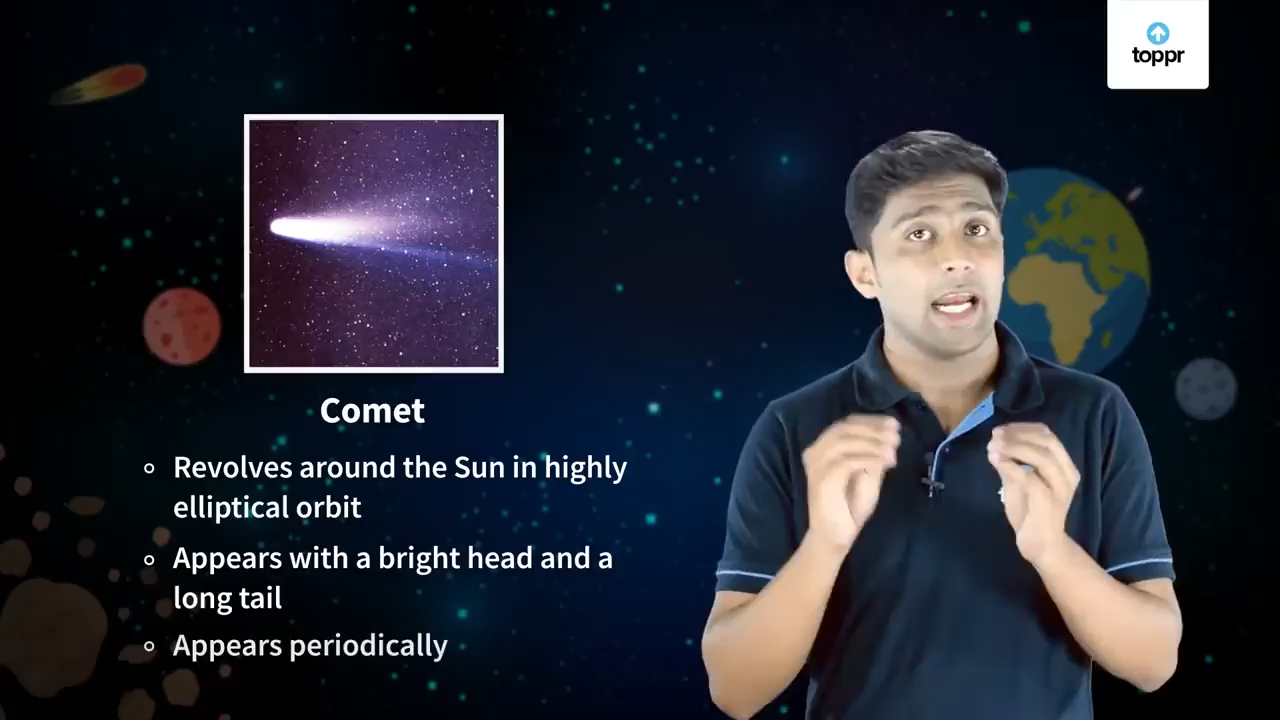 toppr
Comet
Revolves around the Sun in highly
elliptical orbit
Appears with a bright head and a
long tail
Appears periodically